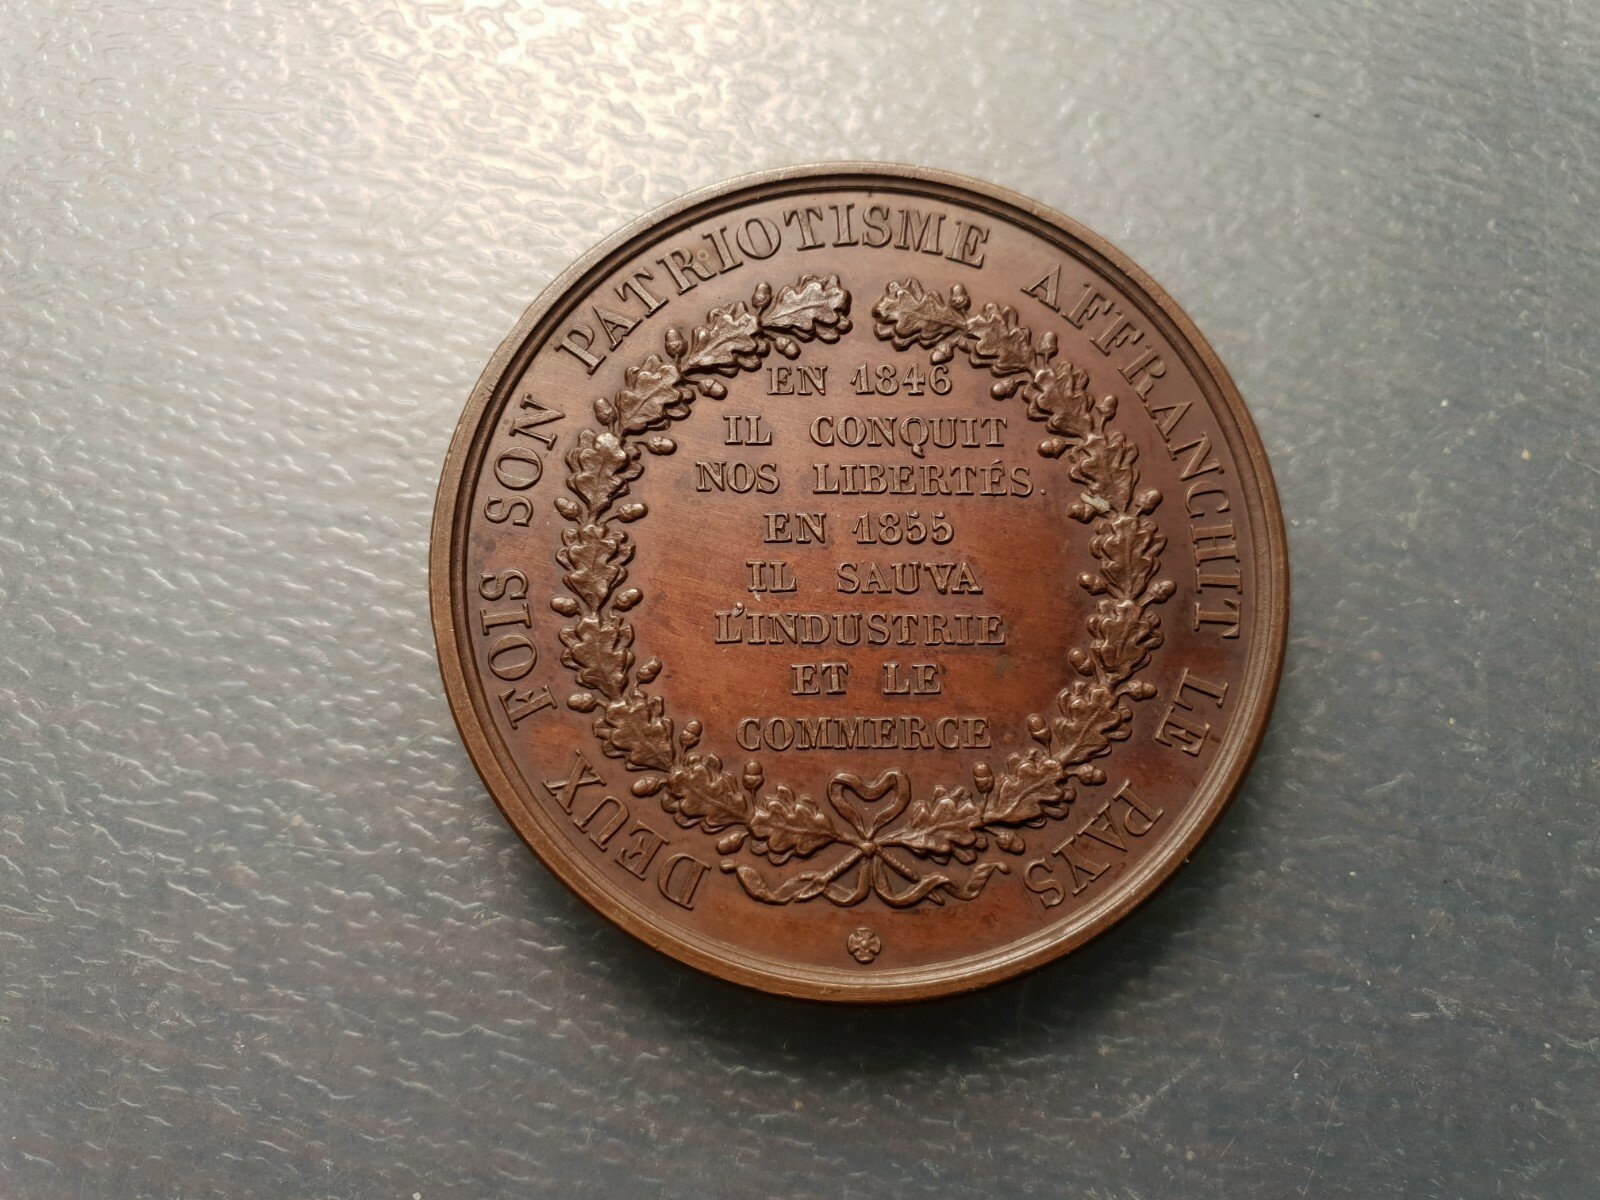 DEUX FOIS SON PATRIOTISME AFFRANCHIT LE PAYS
EN 1846
IL CONQUIT
NOS LIBERTÉS.
EN 1855
IL SAUVA
L'INDUSTRIE
ET LE
COMMERCE